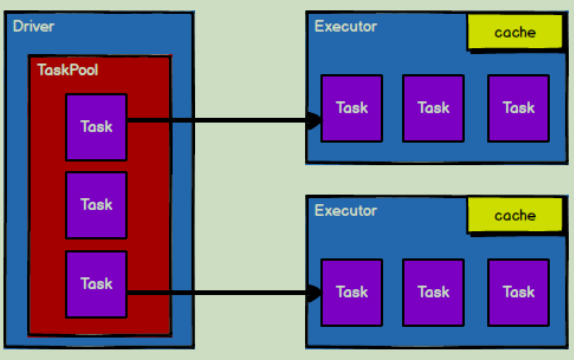 Driver
TaskPool
Task
Task
Task
Executor
cache
Task Task Task
Executor
cache
Task Task Task